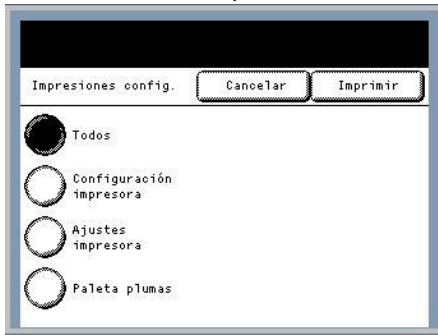 Impresiones config.
Cancelar
Imprimir
Todos
Configuración
impresora
Ajustes
impresora
Paleta plumas